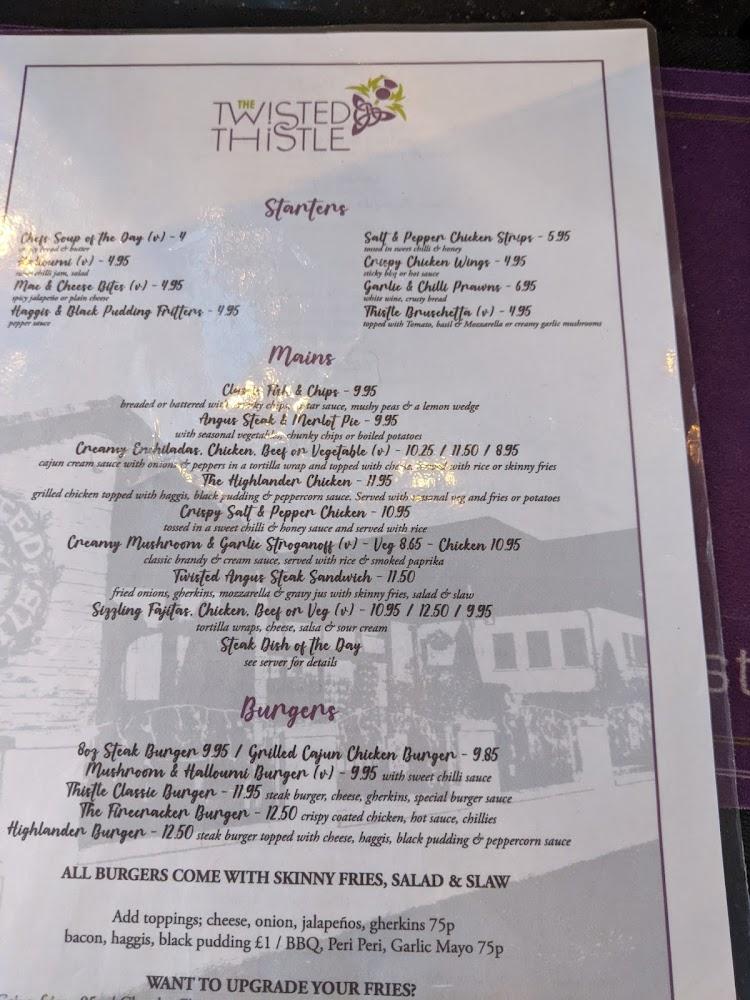 THE
TWISTED
THISTLE
Starters
Chefs Soup of the Day (v) - 4
bread & butter
Halloumi (v) - 4.95
chilli jam, salad
Mac & Cheese Bites (v) - 4.95
spicy jalapeño or plain cheese
Haggis & Black Pudding Fritters - 4.95
pepper sauce
Salt & Pepper Chicken Strips - 5.95
tossed in sweet chilli & honey
Crispy Chicken Wings - 4.95
sticky bbq or hot sauce
Garlic & Chilli Prawns - 6.95
white wine, crusty bread
Thistle Bruschetta (v) - 4.95
topped with Tomato, basil & Mozzarella or creamy garlic mushrooms
Mains
Classic Fish & Chips - 9.95
breaded or battered with chunky chips, tartar sauce, mushy peas & a lemon wedge
Angus Steak & Merlot Pie - 9.95
with seasonal vegetables, chunky chips or boiled potatoes
Creamy Enchiladas, Chicken, Beef or Vegetable (v) - 10.25 / 11.50 / 8.95
cajun cream sauce with onions & peppers in a tortilla wrap and topped with cheese. Served with rice or skinny fries
The Highlander Chicken - 11.95
grilled chicken topped with haggis, black pudding & peppercorn sauce. Served with seasonal veg and fries or potatoes
Crispy Salt & Pepper Chicken - 10.95
tossed in a sweet chilli & honey sauce and served with rice
Creamy Mushroom & Garlic Stroganoff (v) - Veg 8.65 - Chicken 10.95
classic brandy & cream sauce, served with rice & smoked paprika
Twisted Angus Steak Sandwich - 11.50
fried onions, gherkins, mozzarella & gravy jus with skinny fries, salad & slaw
Sizzling Fajitas, Chicken, Beef or Veg (v) - 10.95 / 12.50 / 9.95
tortilla wraps, cheese, salsa & sour cream
Steak Dish of the Day
see server for details
Burgers
8oz Steak Burger 9.95 / Grilled Cajun Chicken Burger - 9.85
Mushroom & Halloumi Burger (v) - 9.95 with sweet chilli sauce
Thistle Classic Burger - 11.95 steak burger, cheese, gherkins, special burger sauce
The Firecracker Burger - 12.50 crispy coated chicken, hot sauce, chillies
Highlander Burger - 12.50 steak burger topped with cheese, haggis, black pudding & peppercorn sauce
ALL BURGERS COME WITH SKINNY FRIES, SALAD & SLAW
Add toppings; cheese, onion, jalapeños, gherkins 75p
bacon, haggis, black pudding £1 / BBQ, Peri Peri, Garlic Mayo 75p
WANT TO UPGRADE YOUR FRIES?
st